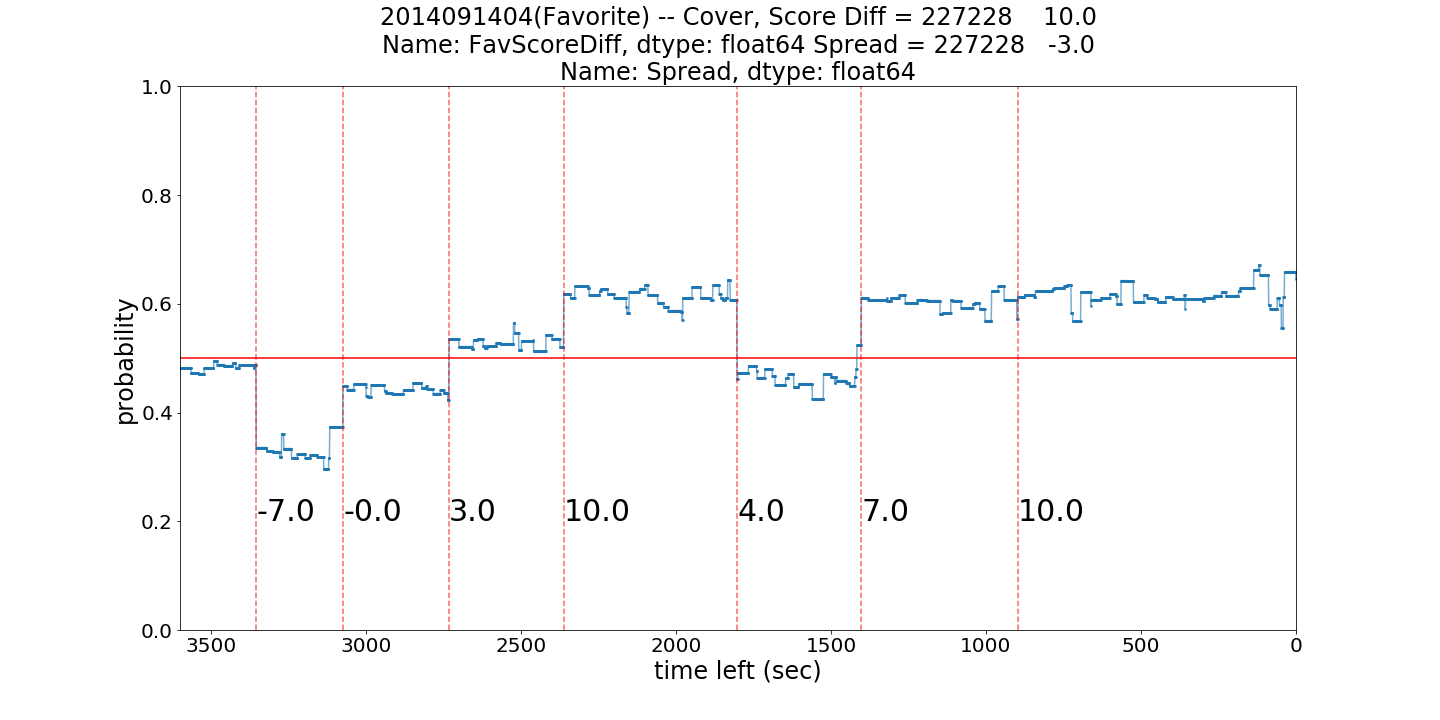 2014091404(Favorite) -- Cover, Score Diff = 227228    10.0
Name: FavScoreDiff, dtype: float64 Spread = 227228   -3.0
Name: Spread, dtype: float64
1.0
0.8
0.6
0.4
0.2
0.0
probability
-7.0 -0.0 3.0 10.0 4.0 7.0 10.0
3500 3000 2500 2000 1500 1000 500 0
time left (sec)